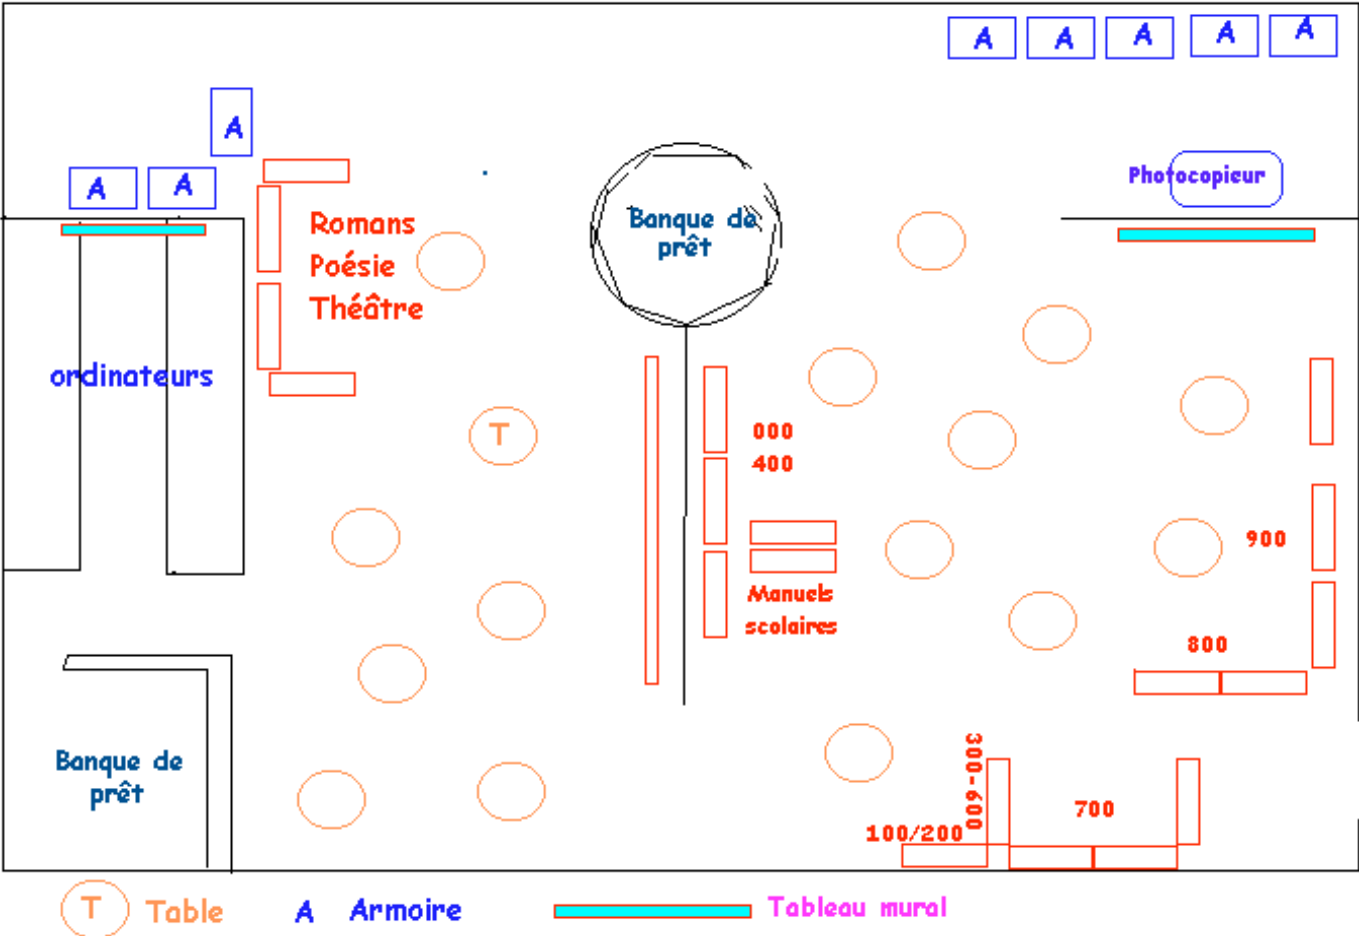 A A A A A
A
A A
Photocopieur
Romans
Poésie
Théâtre
Banque de
prêt
ordinateurs
T
000
400
Manuels
scolaires
900
800
Banque de
prêt
300-600
700
100/200
T Table
A Armoire
Tableau mural